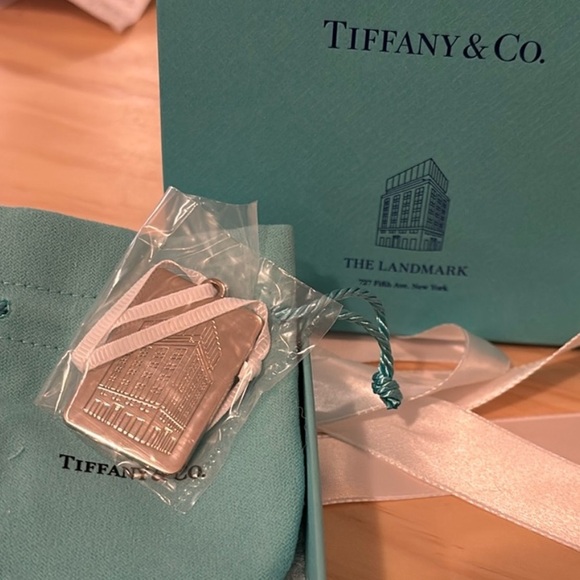 TIFFANY & CO.
THE LANDMARK
727 Fifth Ave. New York
TIFFANY & CO.